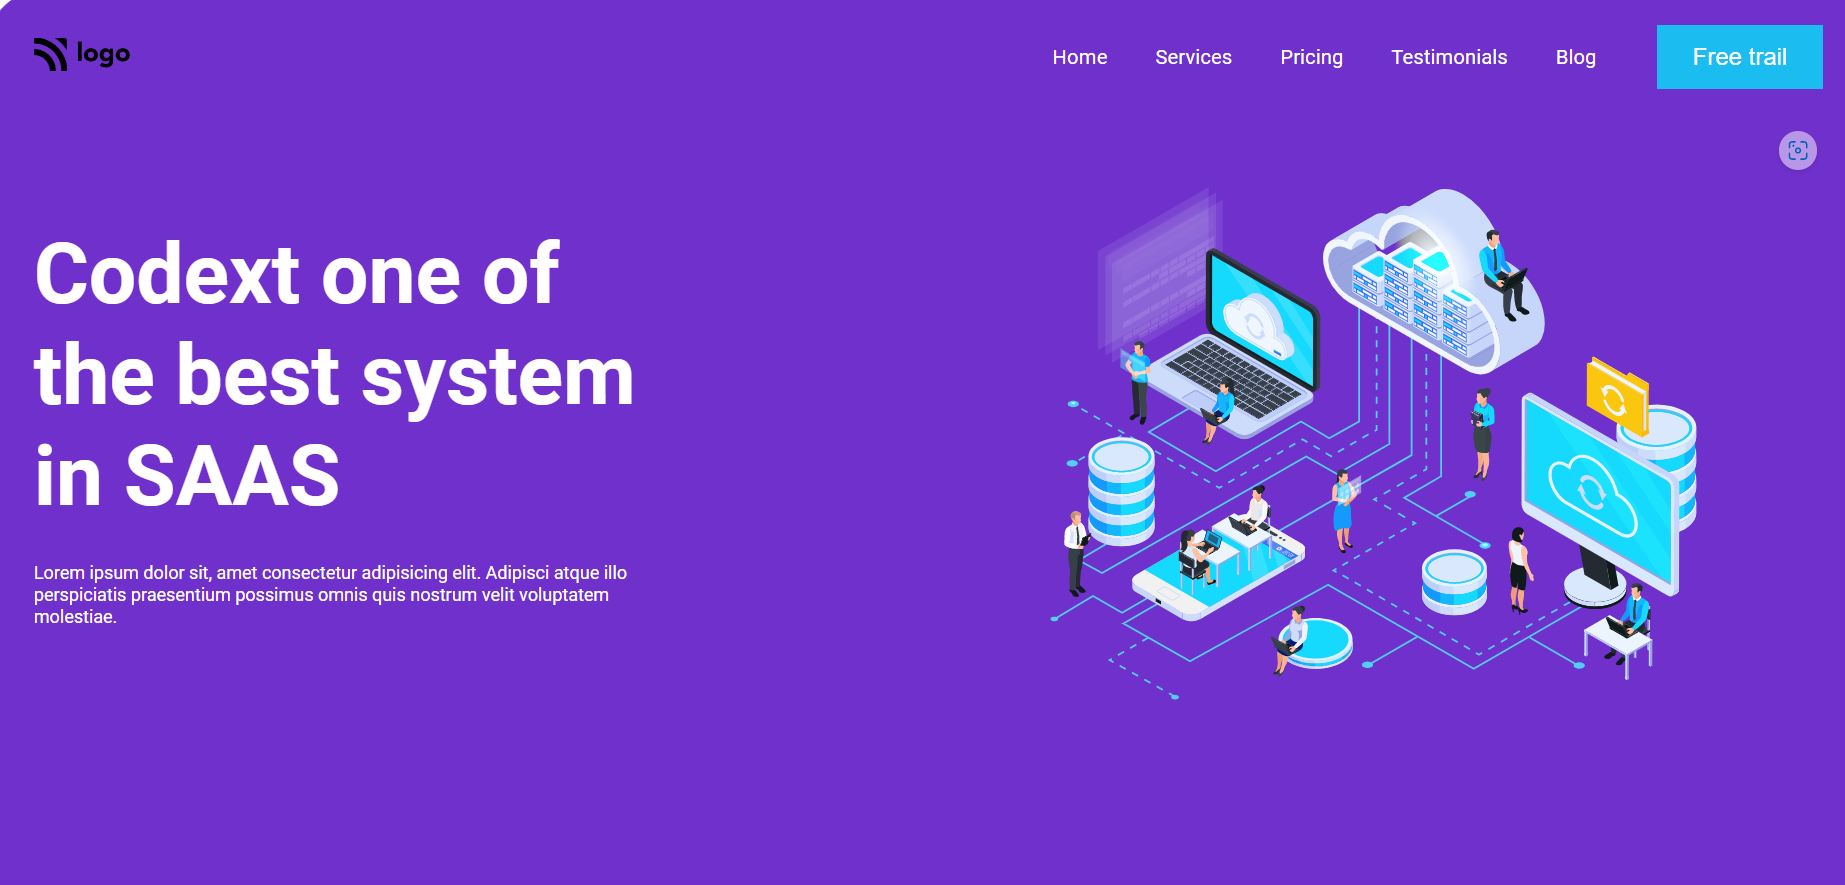 logo
Home Services Pricing Testimonials Blog Free trail
Codext one of
the best system
in SAAS
Lorem ipsum dolor sit, amet consectetur adipisicing elit. Adipisci atque illo
perspiciatis praesentium possimus omnis quis nostrum velit voluptatem
molestiae.